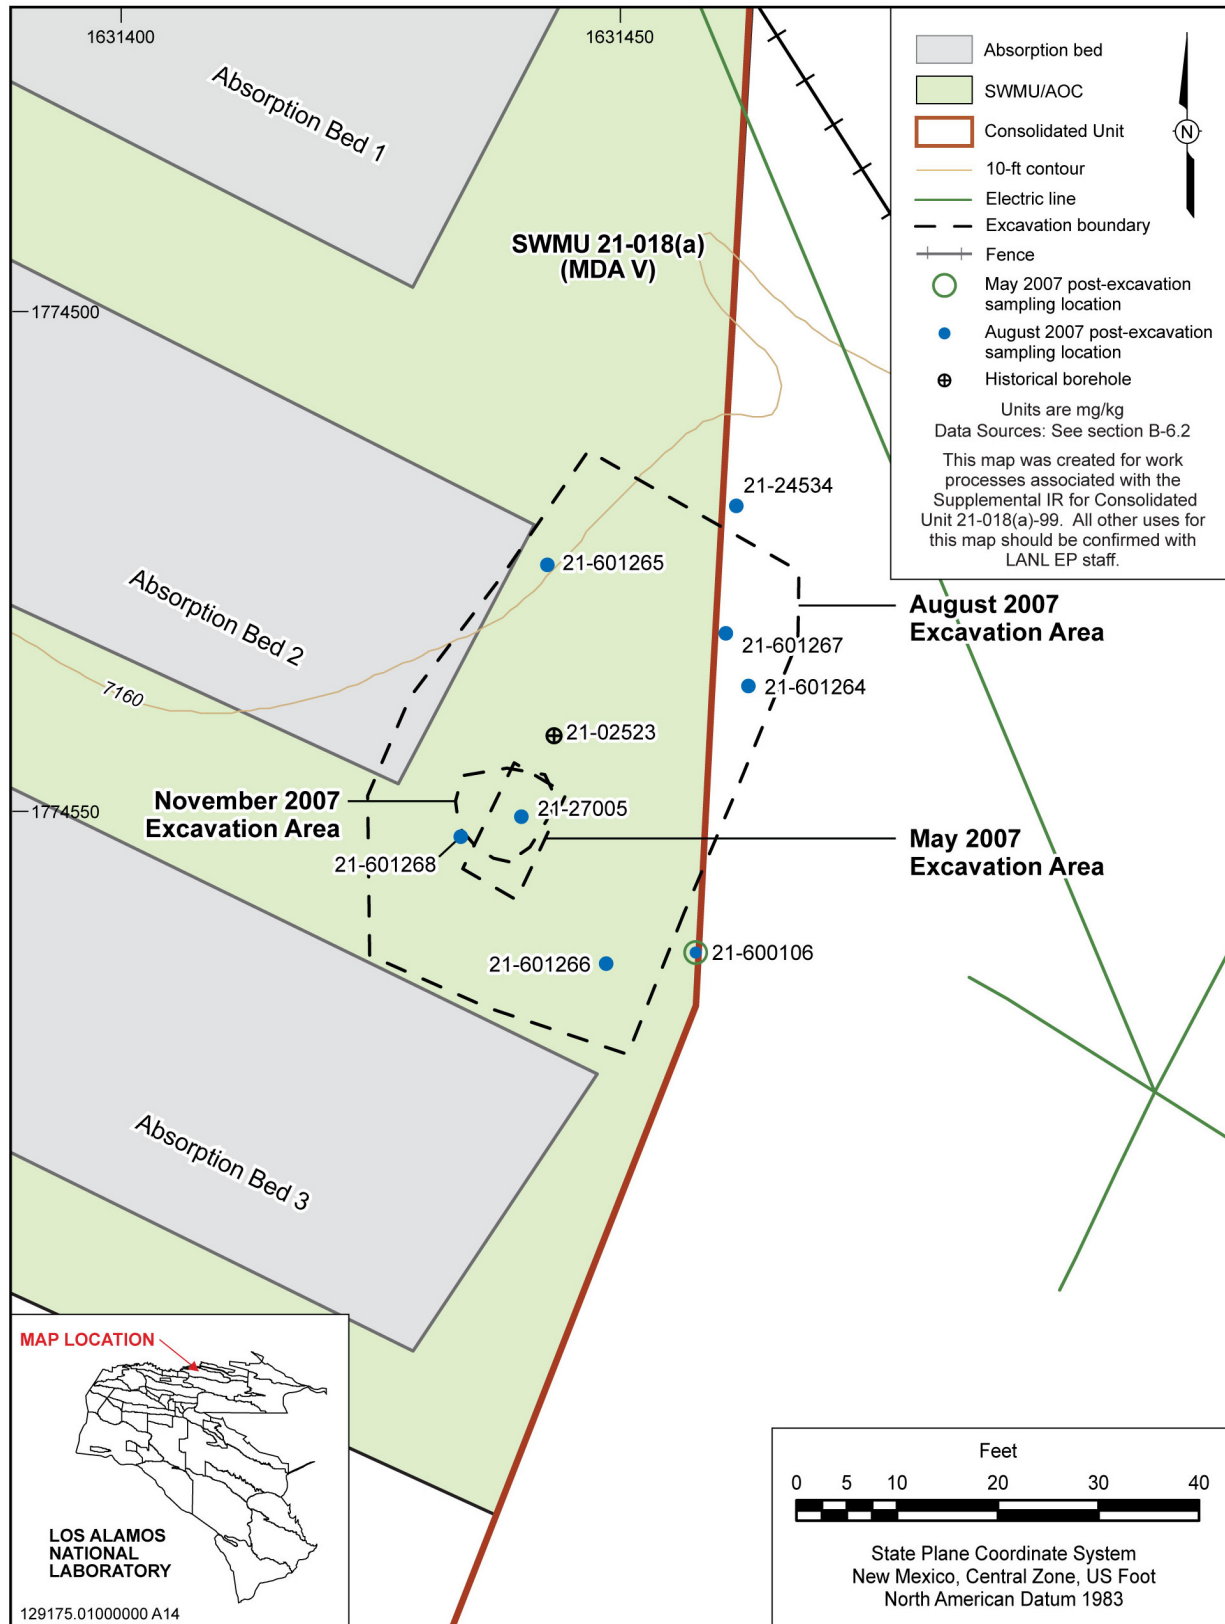 1631400
1631450
Absorption Bed 1
SWMU 21-018(a)
(MDA V)
1774500
Absorption bed
SWMU/AOC
Consolidated Unit
10-ft contour
Electric line
Excavation boundary
Fence
May 2007 post-excavation
sampling location
August 2007 post-excavation
sampling location
Historical borehole
Units are mg/kg
Data Sources: See section B-6.2
This map was created for work
processes associated with the
Supplemental IR for Consolidated
Unit 21-018(a)-99. All other uses for
this map should be confirmed with
LANL EP staff.
N
21-24534
21-601265
Absorption Bed 2
August 2007
Excavation Area
21-601267
21-601264
7160
21-02523
November 2007
Excavation Area
1774550
21-27005
May 2007
Excavation Area
21-601268
21-601266
21-600106
Absorption Bed 3
MAP LOCATION
LOS ALAMOS
NATIONAL
LABORATORY
129175.01000000 A14
Feet
0 5 10 20 30 40
State Plane Coordinate System
New Mexico, Central Zone, US Foot
North American Datum 1983